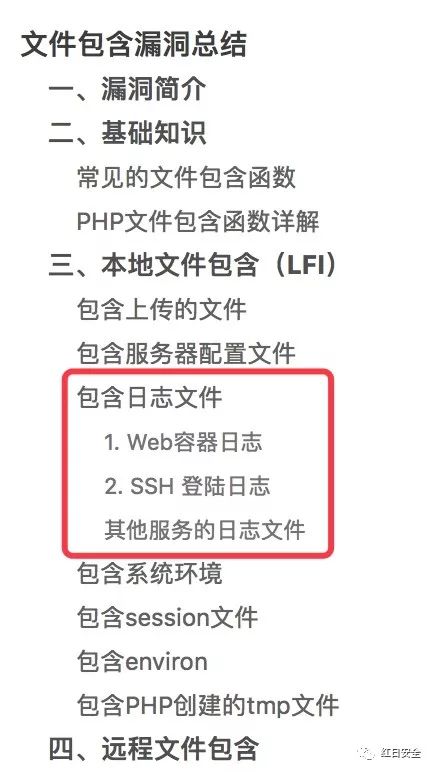 文件包含漏洞总结
一、漏洞简介
二、基础知识
常见的文件包含函数
PHP文件包含函数详解
三、本地文件包含（LFI）
包含上传的文件
包含服务器配置文件
包含日志文件
1. Web容器日志
2. SSH 登陆日志
其他服务的日志文件
包含系统环境
包含session文件
包含environ
包含PHP创建的tmp文件
四、远程文件包含
红日安全